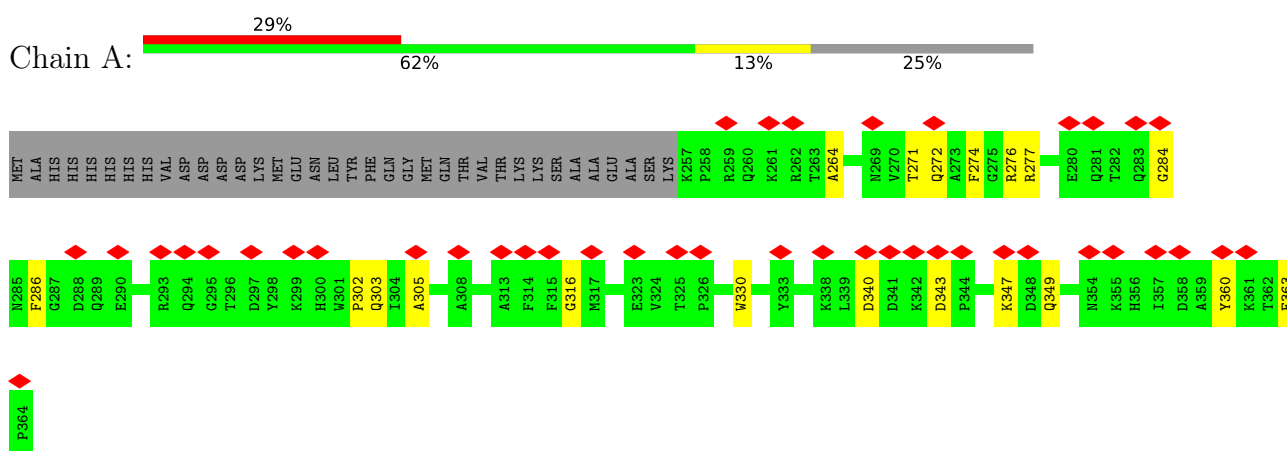 29%
Chain A:
62% 13% 25%
MET ALA HIS HIS HIS HIS HIS HIS VAL ASP ASP ASP ASP LYS MET GLU ASN LEU TYR PHE GLN GLY MET GLN THR VAL THR LYS LYS SER ALA ALA GLU ALA SER LYS K257 P258 R259 Q260 K261 R262 T263 A264 N269 V270 T271 Q272 A273 F274 G275 R276 R277 E280 Q281 T282 Q283 G284
N285 F286 G287 D288 Q289 E290 R293 Q294 G295 T296 D297 Y298 K299 H300 W301 P302 Q303 I304 A305 A308 A313 F314 F315 G316 M317 E323 V324 T325 P326 W330 Y333 K338 L339 D340 D341 K342 D343 P344 K347 D348 Q349 N354 K355 H356 I357 D358 A359 Y360 K361 T362
P364